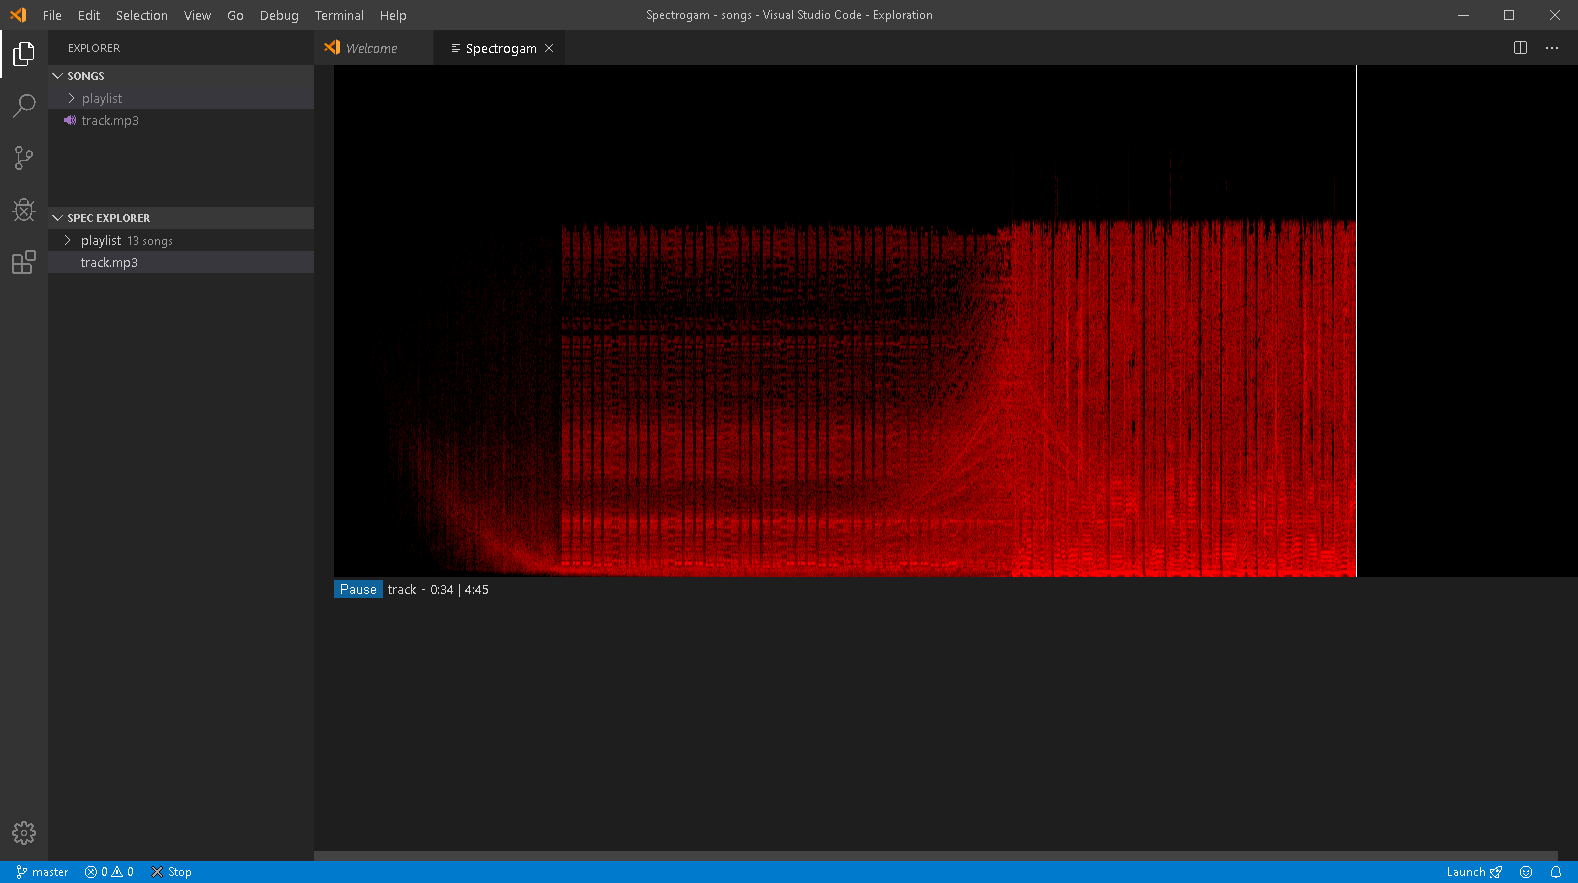 File Edit Selection View Go Debug Terminal Help
Spectrogam - songs - Visual Studio Code - Exploration
EXPLORER
Welcome
Spectrogam
SONGS
playlist
track.mp3
SPEC EXPLORER
playlist 13 songs
track.mp3
Pause track - 0:34 | 4:45
master 0 0 Stop
Launch